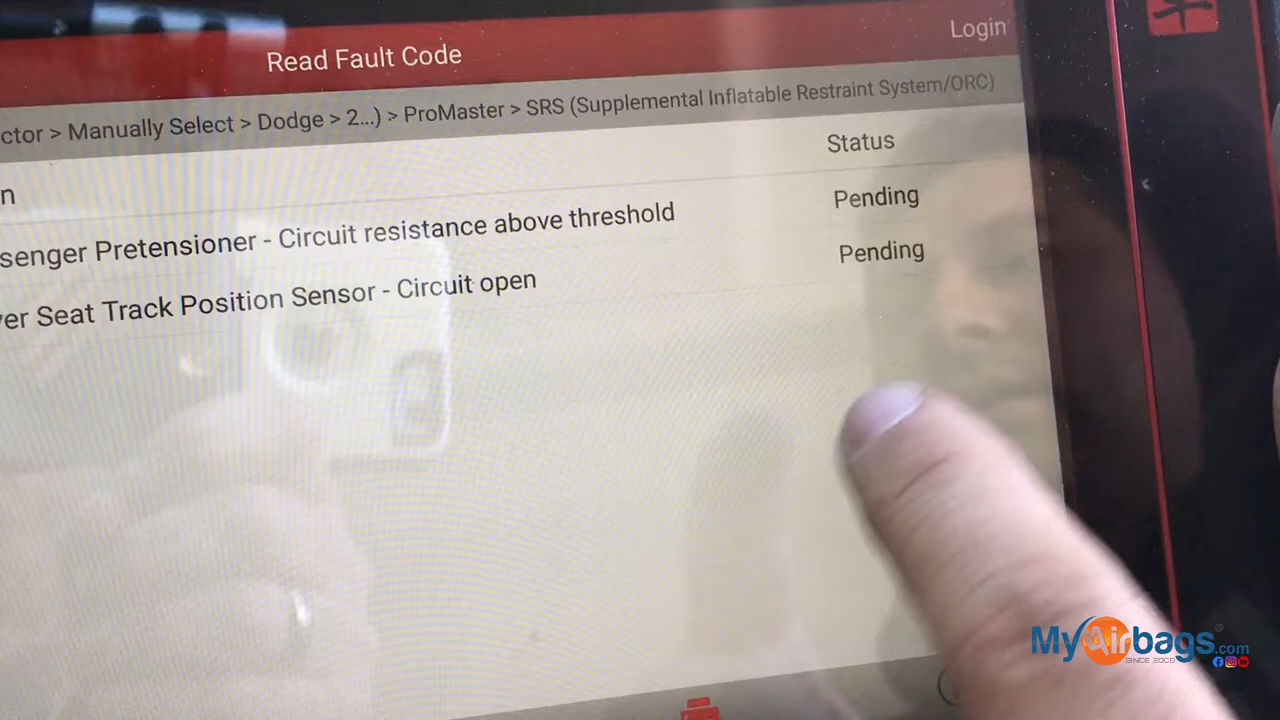 Login
Read Fault Code
ctor > Manually Select > Dodge > 2...) > ProMaster > SRS (Supplemental Inflatable Restraint System/ORC)
n Status
senger Pretensioner - Circuit resistance above threshold Pending
er Seat Track Position Sensor - Circuit open Pending
MyAirbags.com
SINCE 2000